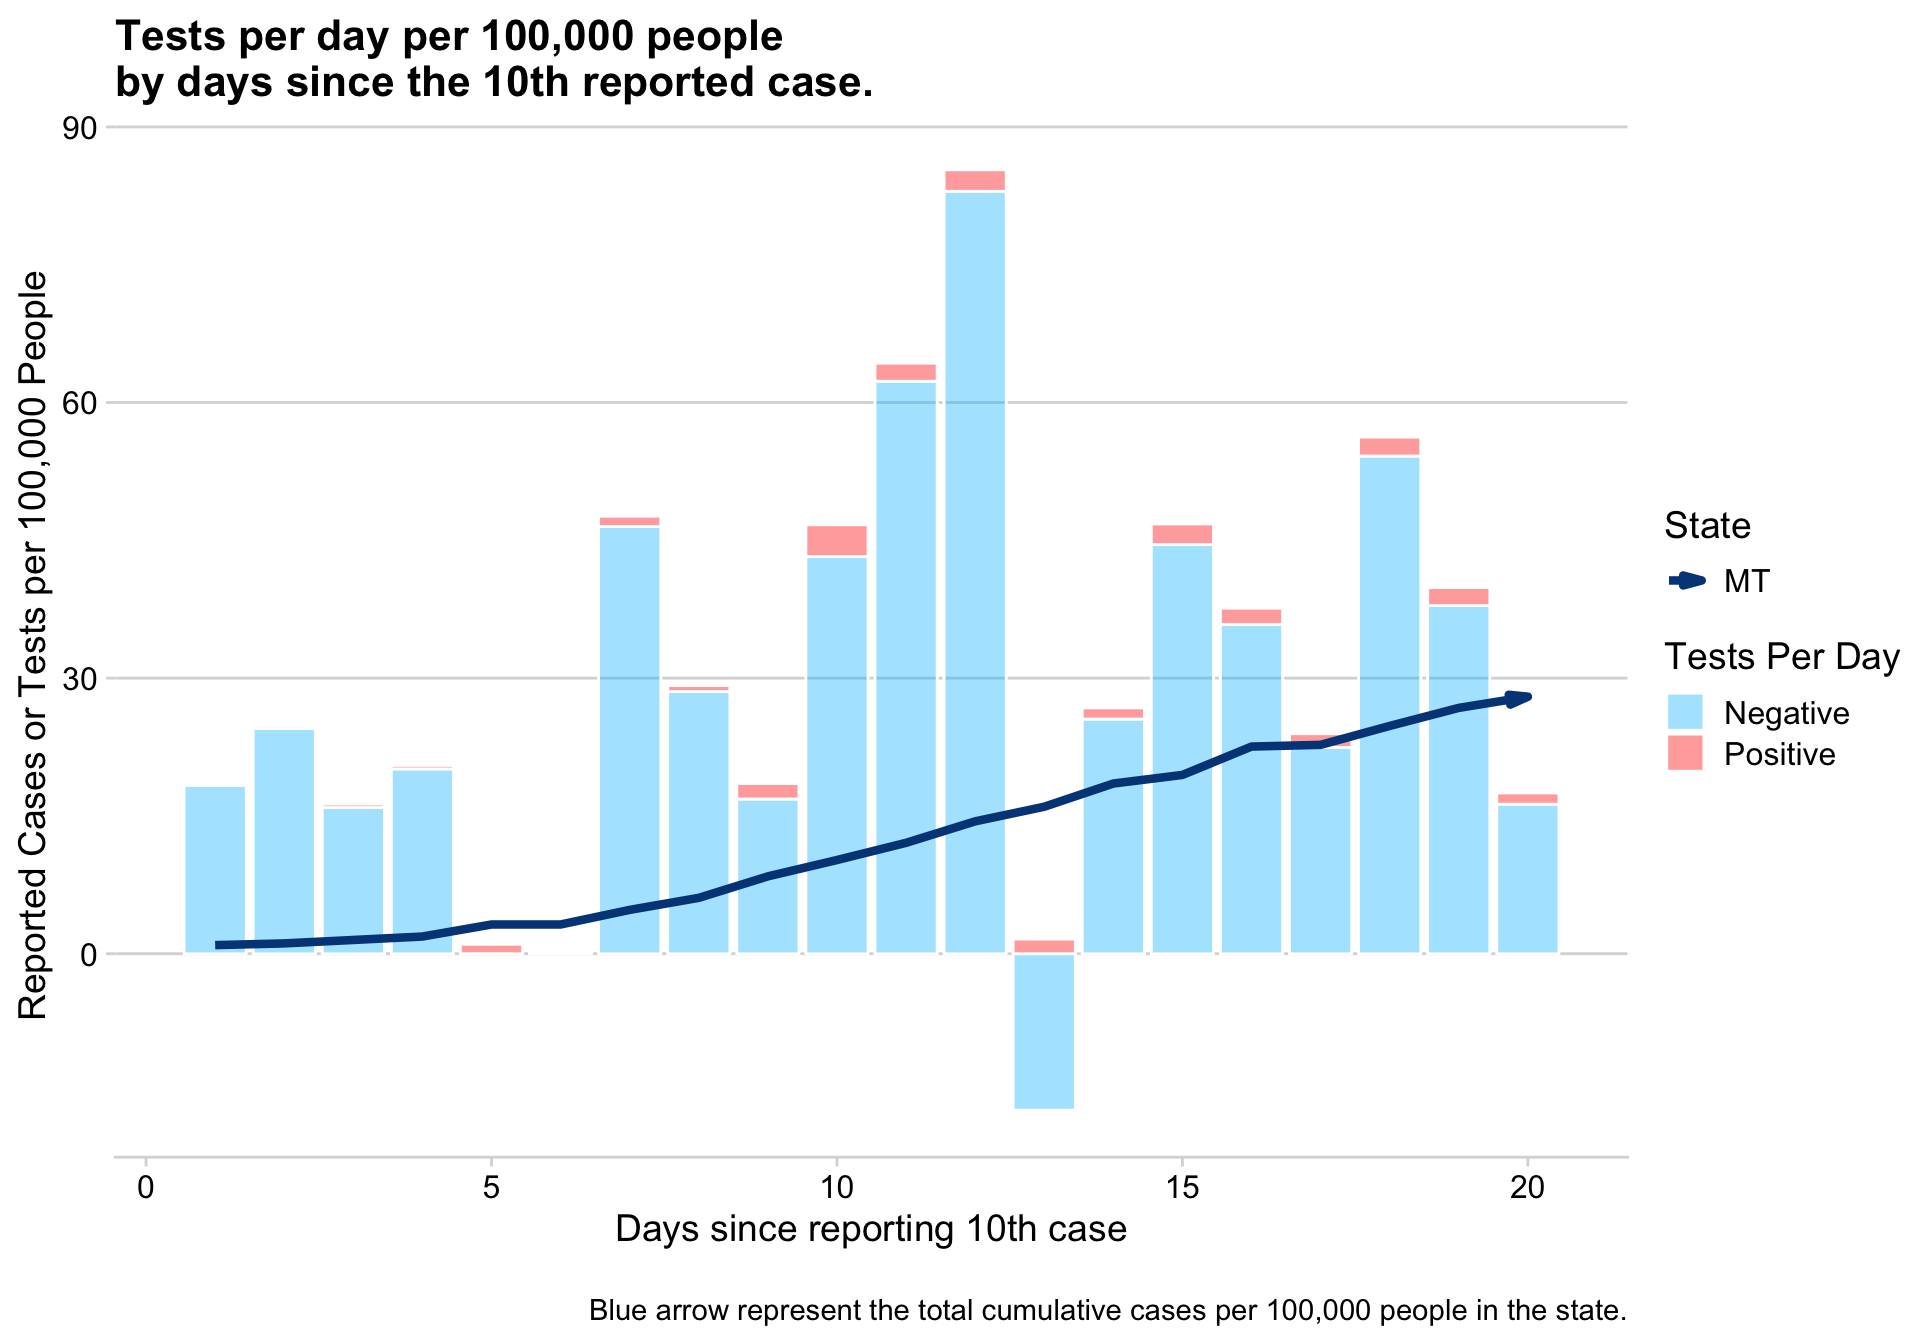 Tests per day per 100,000 people
by days since the 10th reported case.
Reported Cases or Tests per 100,000 People
90
60
30
0
0 5 10 15 20
Days since reporting 10th case
State
MT
Tests Per Day
Negative
Positive
Blue arrow represent the total cumulative cases per 100,000 people in the state.